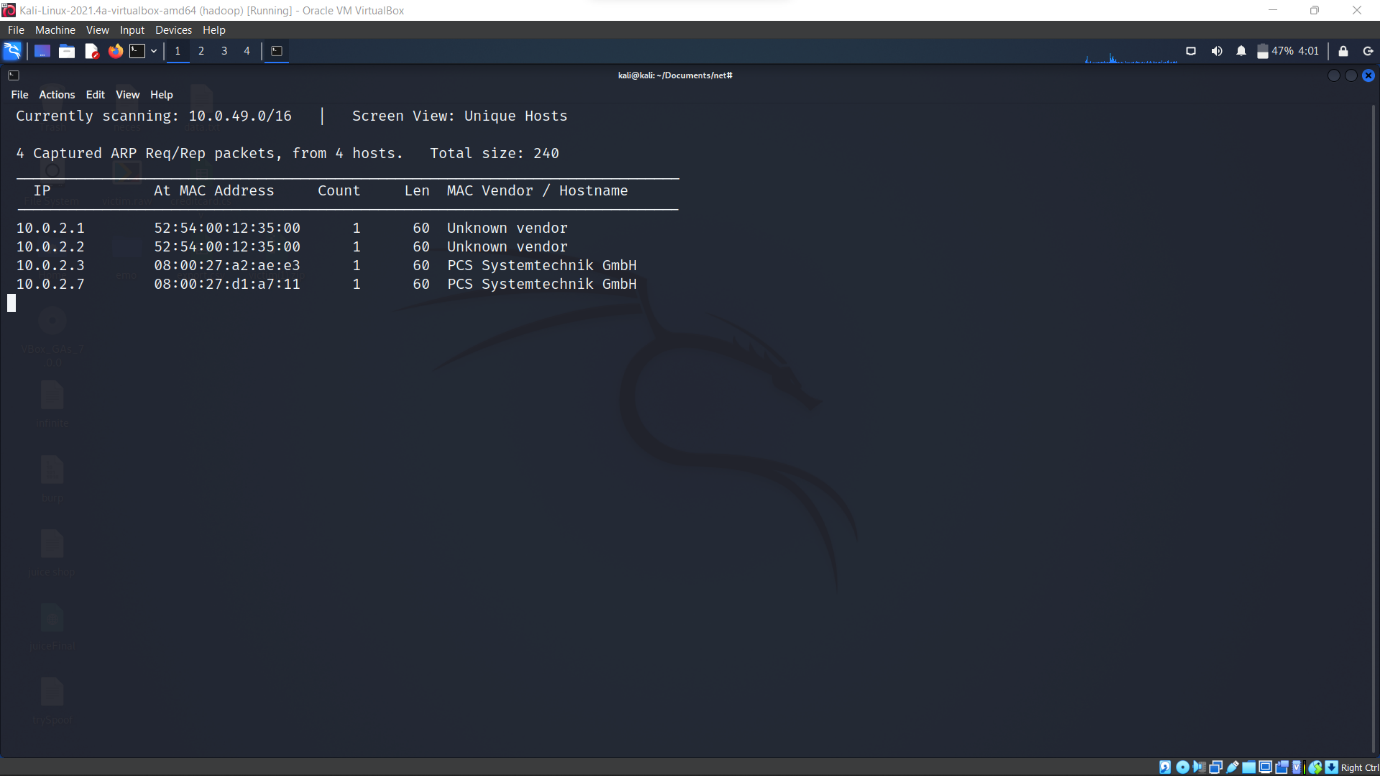 Kali-Linux-2021.4a-virtualbox-amd64 (hadoop) [Running] - Oracle VM VirtualBox
File Machine View Input Devices Help
1 2 3 4 47% 4:01
kali@kali: ~/Documents/net#
File Actions Edit View Help
Currently scanning: 10.0.49.0/16 | Screen View: Unique Hosts
4 Captured ARP Req/Rep packets, from 4 hosts. Total size: 240
IP At MAC Address Count Len MAC Vendor / Hostname
10.0.2.1 52:54:00:12:35:00 1 60 Unknown vendor
10.0.2.2 52:54:00:12:35:00 1 60 Unknown vendor
10.0.2.3 08:00:27:a2:ae:e3 1 60 PCS Systemtechnik GmbH
10.0.2.7 08:00:27:d1:a7:11 1 60 PCS Systemtechnik GmbH
Right Ctrl